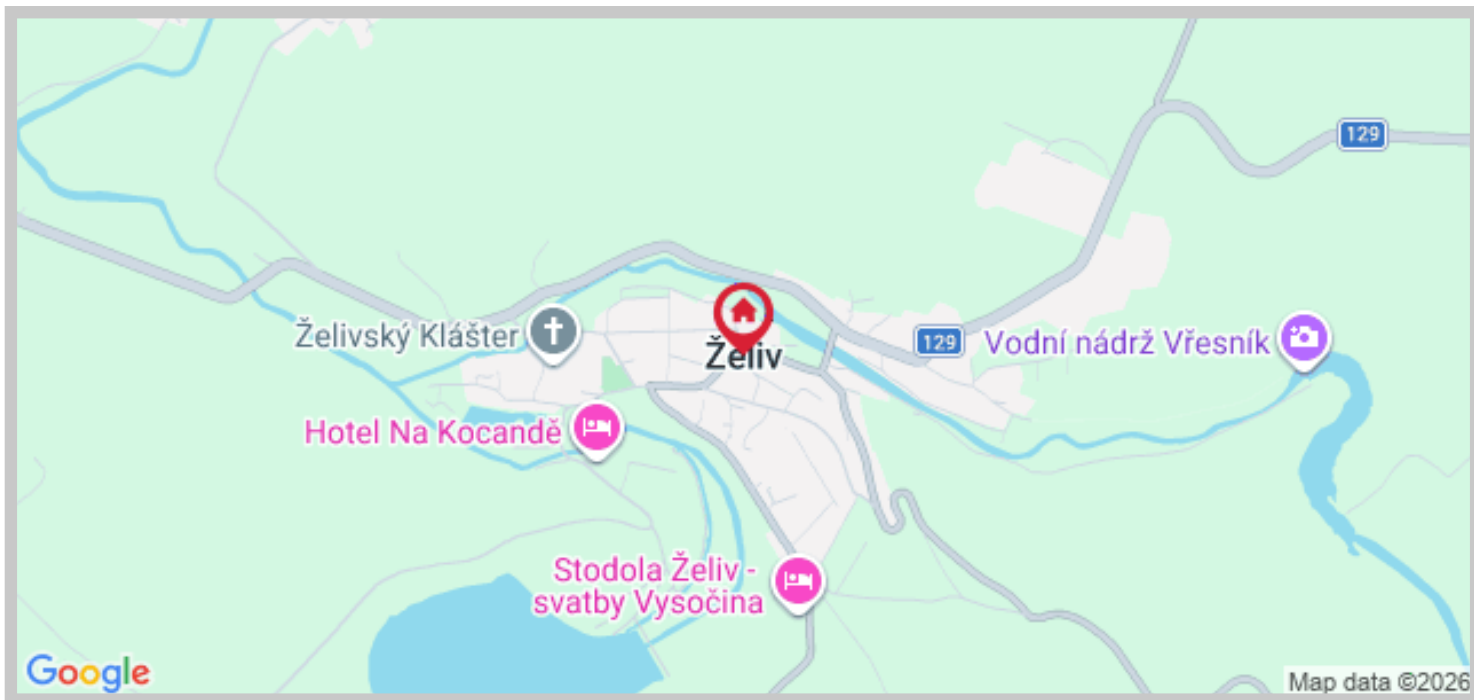 129
Želivský Klášter
129
Vodní nádrž Vřesník
Želiv
Hotel Na Kocandě
Stodola Želiv -
svatby Vysočina
Google
Map data ©2026